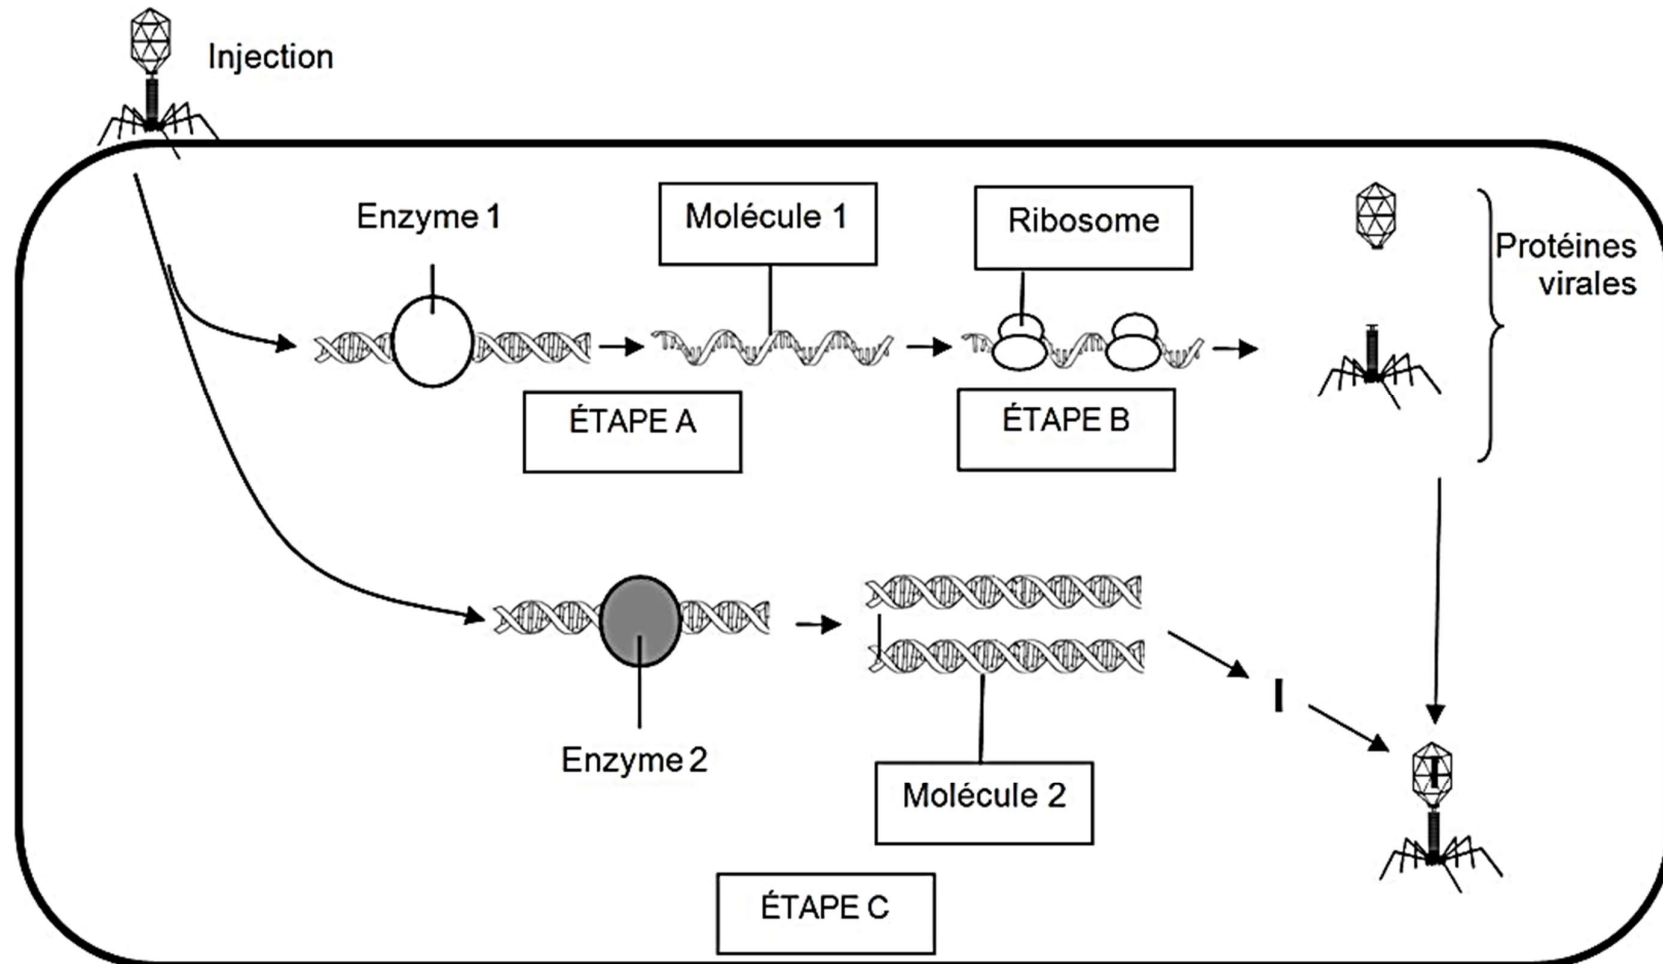 Injection
Enzyme 1
Molécule 1
Ribosome
Protéines
virales
ÉTAPE A
ÉTAPE B
Enzyme 2
Molécule 2
ÉTAPE C